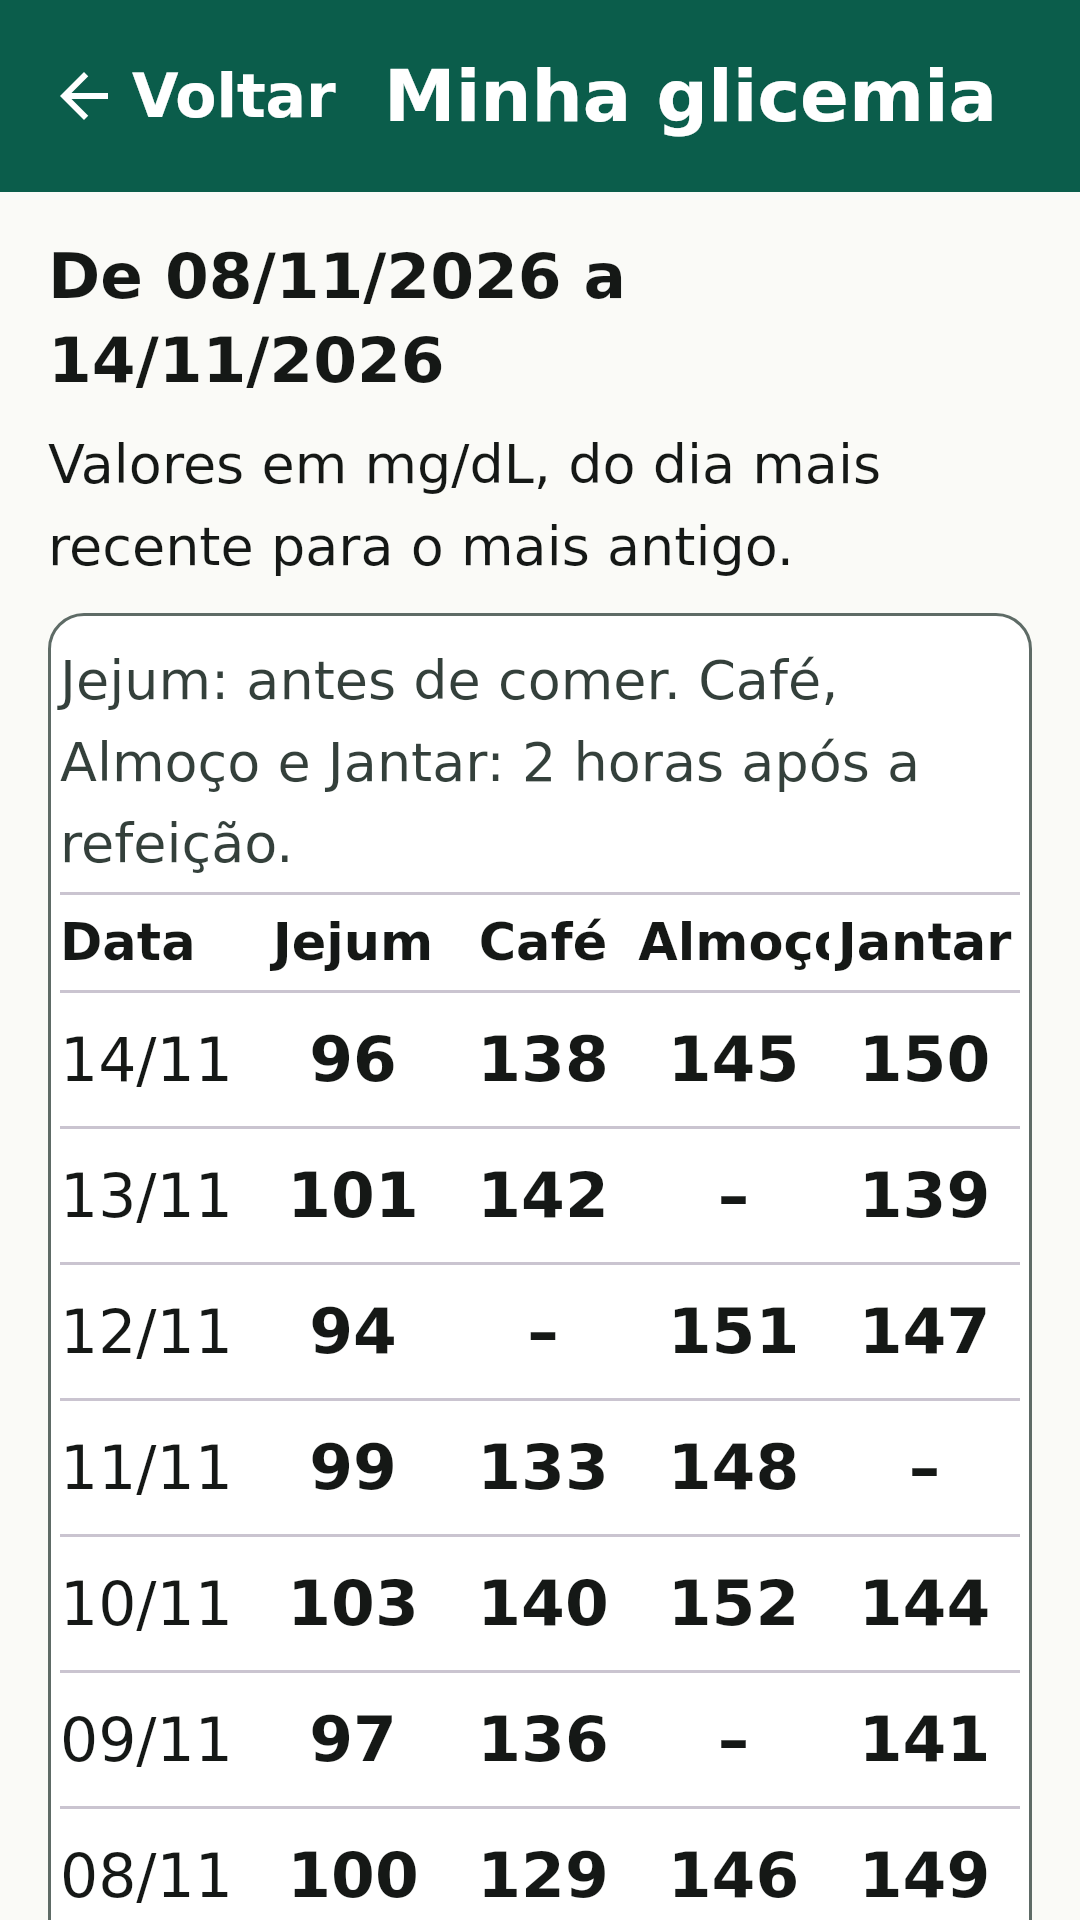 Voltar Minha glicemia
De 08/11/2026 a
14/11/2026
Valores em mg/dL, do dia mais
recente para o mais antigo.
Jejum: antes de comer. Café,
Almoço e Jantar: 2 horas após a
refeição.
Data Jejum Café Almoço Jantar
14/11 96 138 145 150
13/11 101 142 – 139
12/11 94 – 151 147
11/11 99 133 148 –
10/11 103 140 152 144
09/11 97 136 – 141
08/11 100 129 146 149